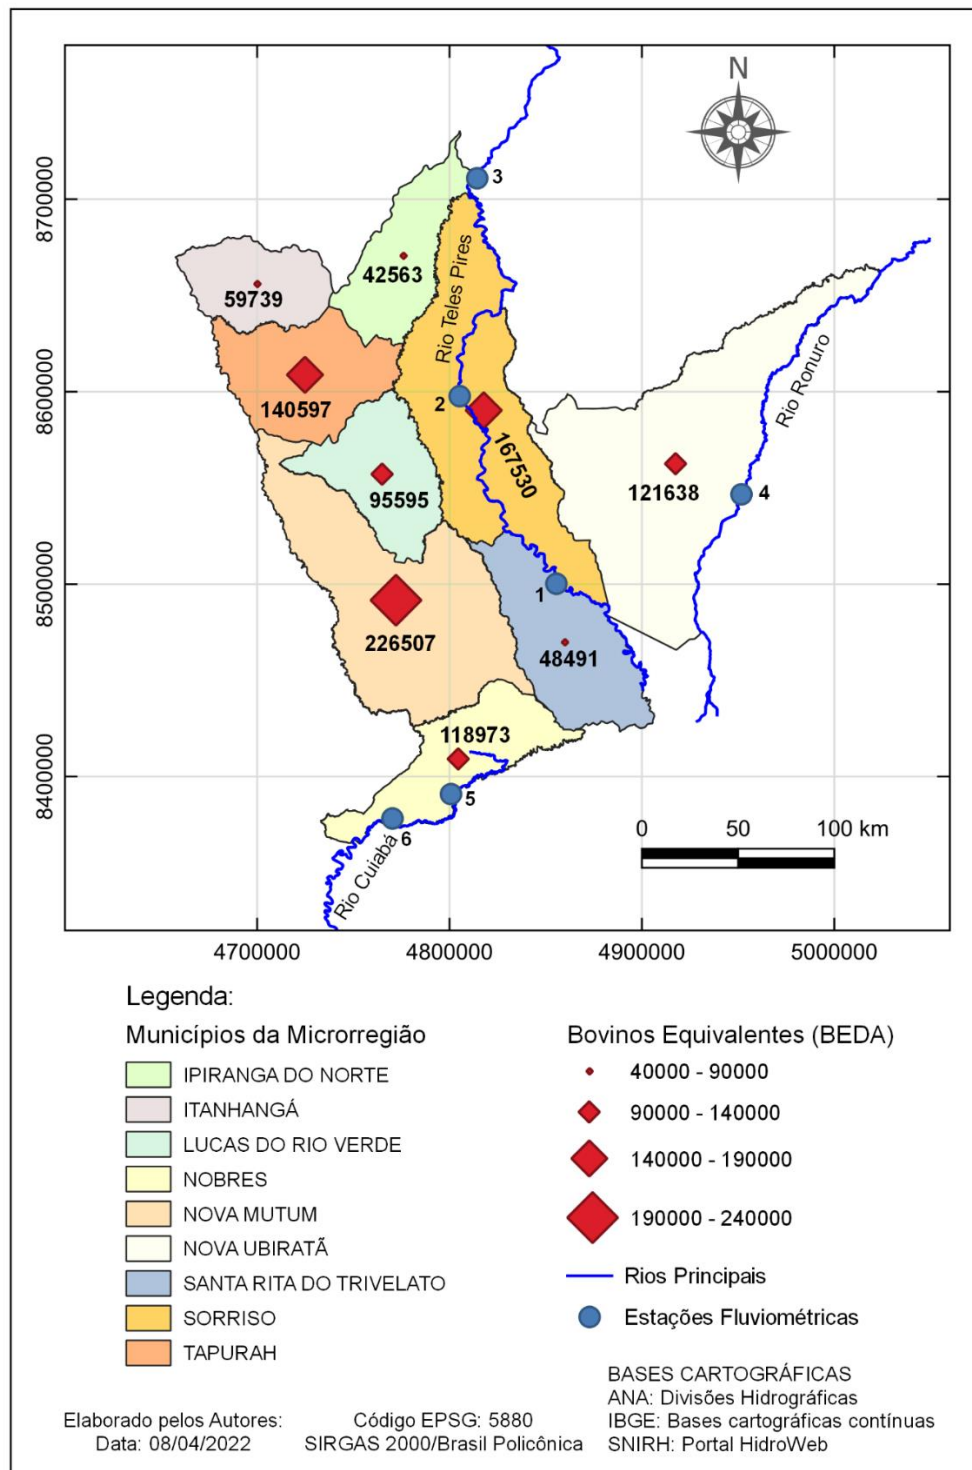 N
8700000
8600000
8500000
8400000
3
Rio Teles Pires
42563
59739
Rio Ronuro
140597
2
167530
121638
4
95595
1
226507
48491
118973
5
6
Rio Cuiabá
0 50 100 km
4700000 4800000 4900000 5000000
Legenda:
Municípios da Microrregião
IPIRANGA DO NORTE
ITANHANGÁ
LUCAS DO RIO VERDE
NOBRES
NOVA MUTUM
NOVA UBIRATÃ
SANTA RITA DO TRIVELATO
SORRISO
TAPURAH
Bovinos Equivalentes (BEDA)
40000 - 90000
90000 - 140000
140000 - 190000
190000 - 240000
Rios Principais
Estações Fluviométricas
Elaborado pelos Autores:
Data: 08/04/2022
Código EPSG: 5880
SIRGAS 2000/Brasil Policônica
BASES CARTOGRÁFICAS
ANA: Divisões Hidrográficas
IBGE: Bases cartográficas contínuas
SNIRH: Portal HidroWeb